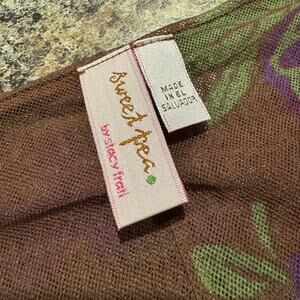 sweet pea
by stacy frati
MADE
IN EL
SALVADOR